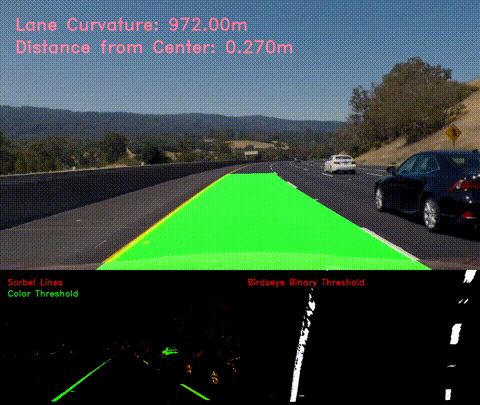 Lane Curvature: 972.00m
Distance from Center: 0.270m
Sorbel Lines
Color Threshold
Birdseye Binary Threshold